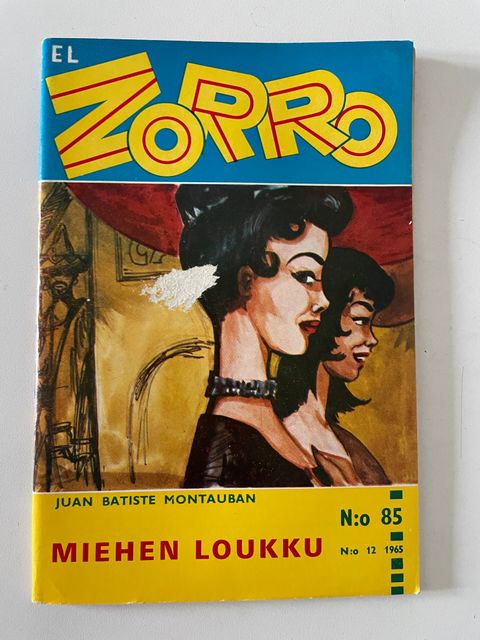 EL
ZORRO
JUAN BATISTE MONTAUBAN
N:o 85
MIEHEN LOUKKU
N:o 12 1965